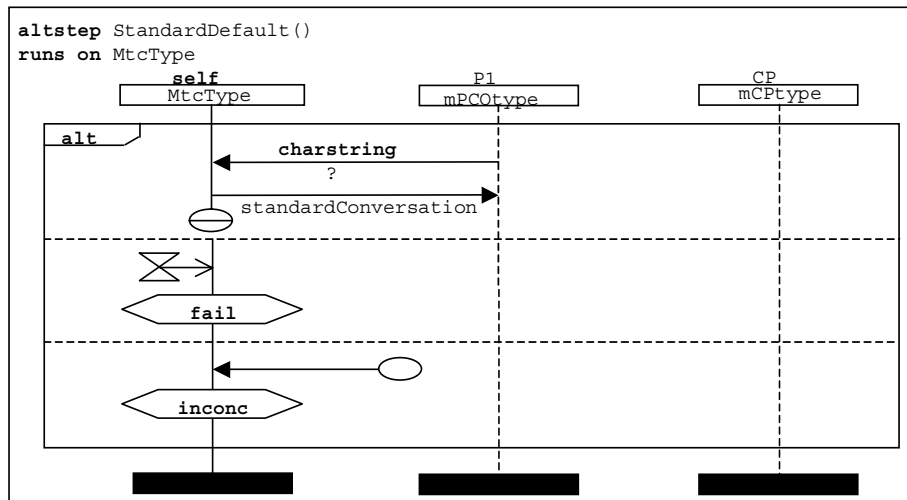 altstep StandardDefault()
runs on MtcType
self P1 CP
MtcType mPCOtype mCPtype
alt
charstring
?
standardConversation
fail
inconc